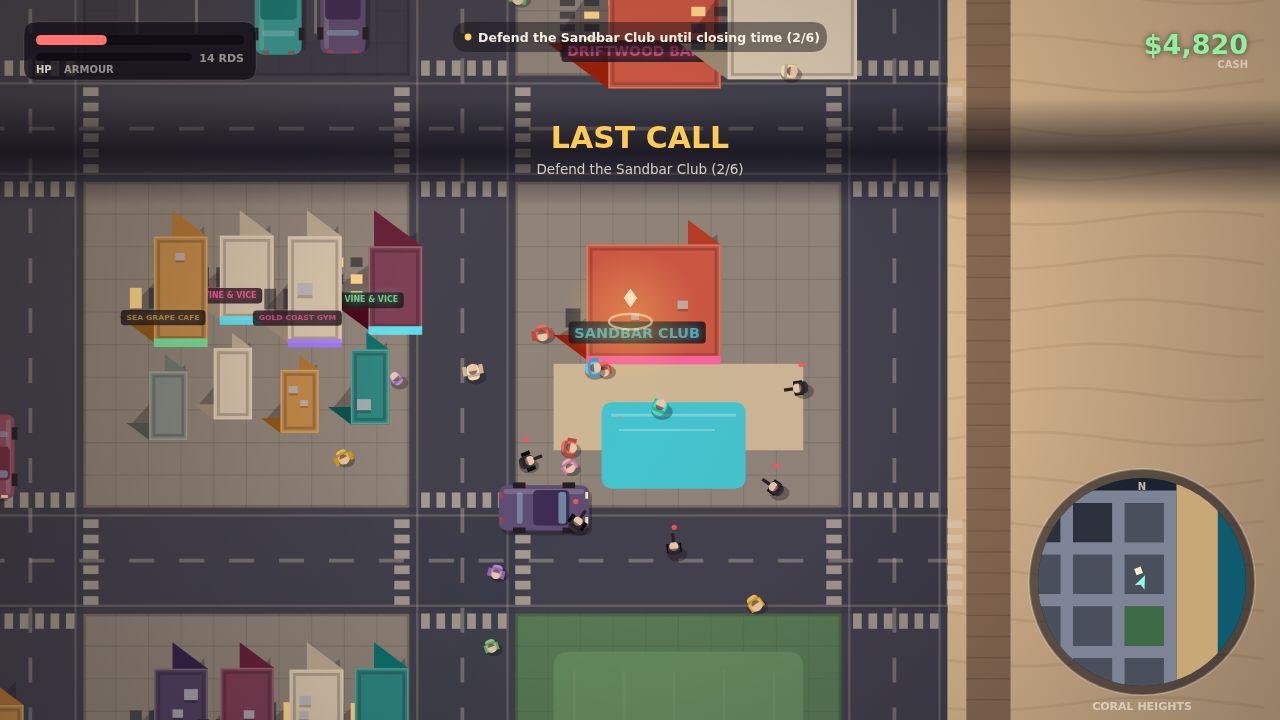 Defend the Sandbar Club until closing time (2/6)
14 RDS
HP ARMOUR
$4,820
CASH
DRIFTWOOD BA
LAST CALL
Defend the Sandbar Club (2/6)
VINE & VICE
VINE & VICE
SEA GRAPE CAFE
GOLD COAST GYM
SANDBAR CLUB
N
CORAL HEIGHTS